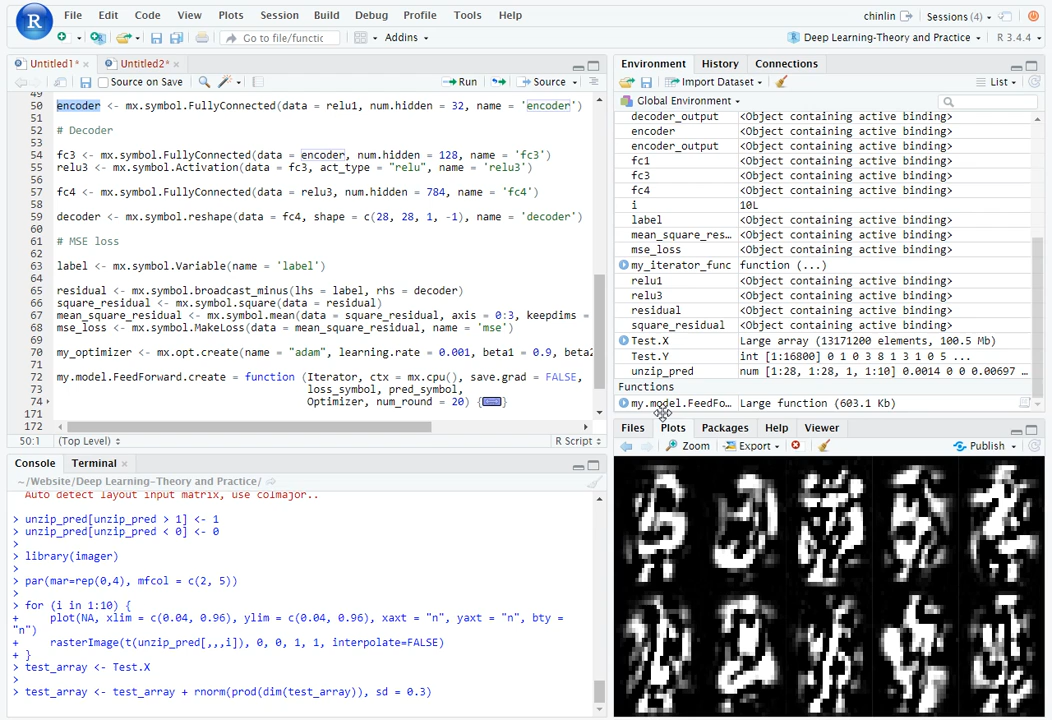 File Edit Code View Plots Session Build Debug Profile Tools Help
chinlin Sessions (4)
R
Go to file/functic Addins
Deep Learning-Theory and Practice R 3.4.4
Untitled1* × Untitled2* ×
Source on Save Run Source
49
50 encoder <- mx.symbol.FullyConnected(data = relu1, num.hidden = 32, name = 'encoder')
51
52 # Decoder
53
54 fc3 <- mx.symbol.FullyConnected(data = encoder, num.hidden = 128, name = 'fc3')
55 relu3 <- mx.symbol.Activation(data = fc3, act_type = "relu", name = 'relu3')
56
57 fc4 <- mx.symbol.FullyConnected(data = relu3, num.hidden = 784, name = 'fc4')
58
59 decoder <- mx.symbol.reshape(data = fc4, shape = c(28, 28, 1, -1), name = 'decoder')
60
61 # MSE loss
62
63 label <- mx.symbol.Variable(name = 'label')
64
65 residual <- mx.symbol.broadcast_minus(lhs = label, rhs = decoder)
66 square_residual <- mx.symbol.square(data = residual)
67 mean_square_residual <- mx.symbol.mean(data = square_residual, axis = 0:3, keepdims =
68 mse_loss <- mx.symbol.MakeLoss(data = mean_square_residual, name = 'mse')
69
70 my_optimizer <- mx.opt.create(name = "adam", learning.rate = 0.001, beta1 = 0.9, beta2
71
72 my.model.FeedForward.create = function (Iterator, ctx = mx.cpu(), save.grad = FALSE,
73 loss_symbol, pred_symbol,
74 Optimizer, num_round = 20) {}
171
172
50:1 (Top Level) R Script
Console Terminal ×
~/Website/Deep Learning-Theory and Practice/
Auto detect layout input matrix, use colmajor..
> unzip_pred[unzip_pred > 1] <- 1
> unzip_pred[unzip_pred < 0] <- 0
>
> library(imager)
>
> par(mar=rep(0,4), mfcol = c(2, 5))
>
> for (i in 1:10) {
+ plot(NA, xlim = c(0.04, 0.96), ylim = c(0.04, 0.96), xaxt = "n", yaxt = "n", bty =
"n")
+ rasterImage(t(unzip_pred[,,,i]), 0, 0, 1, 1, interpolate=FALSE)
+ }
> test_array <- Test.X
>
> test_array <- test_array + rnorm(prod(dim(test_array)), sd = 0.3)
Environment History Connections
Import Dataset List
Global Environment
decoder_output <Object containing active binding>
encoder <Object containing active binding>
encoder_output <Object containing active binding>
fc1 <Object containing active binding>
fc3 <Object containing active binding>
fc4 <Object containing active binding>
i 10L
label <Object containing active binding>
mean_square_res… <Object containing active binding>
mse_loss <Object containing active binding>
my_iterator_func function (...)
relu1 <Object containing active binding>
relu3 <Object containing active binding>
residual <Object containing active binding>
square_residual <Object containing active binding>
Test.X Large array (13171200 elements, 100.5 Mb)
Test.Y int [1:16800] 0 1 0 3 8 1 3 1 0 5 ...
unzip_pred num [1:28, 1:28, 1, 1:10] 0.0014 0 0 0.00697 …
Functions
my.model.FeedFo… Large function (603.1 Kb)
Files Plots Packages Help Viewer
Zoom Export Publish